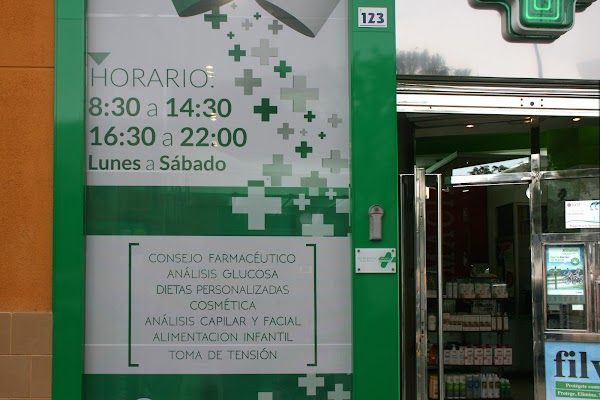 123
HORARIO:
8:30 a 14:30
16:30 a 22:00
Lunes a Sábado
CONSEJO FARMACÉUTICO
ANÁLISIS GLUCOSA
DIETAS PERSONALIZADAS
COSMÉTICA
ANÁLISIS CAPILAR Y FACIAL
ALIMENTACION INFANTIL
TOMA DE TENSIÓN
filv